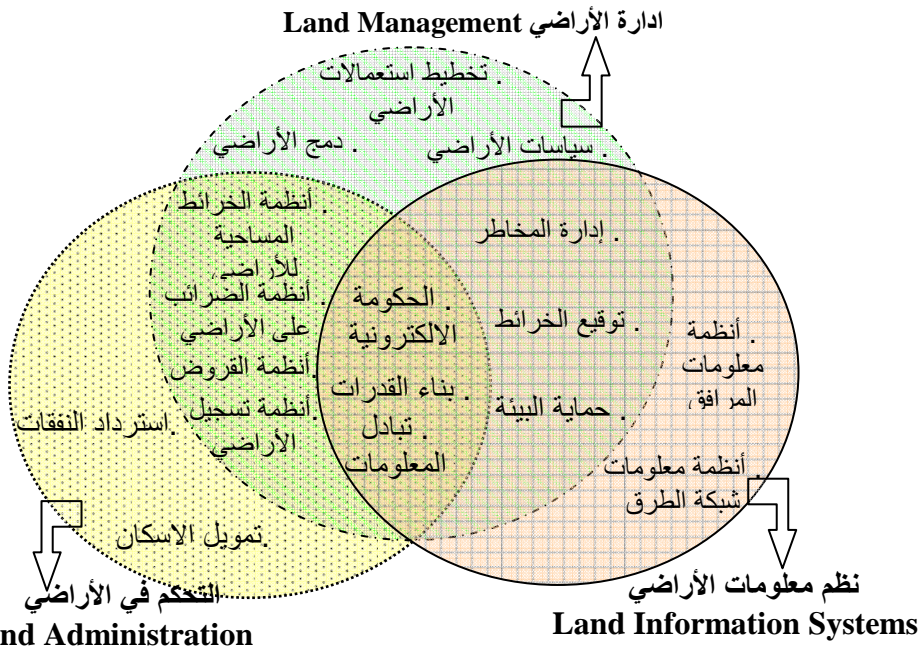 ادارة الأراضي Land Management
. تخطيط استعمالات
الأراضي
. سياسات الأراضي
. دمج الأراضي
. أنظمة الخرائط
المساحية
للأراضي
. أنظمة الضرائب
على الأراضي
.أنظمة القروض
.أنظمة تسجيل
الأراضي
. الحكومة
الالكترونية
. بناء القدرات
. تبادل
المعلومات
. إدارة المخاطر
. توقيع الخرائط
. حماية البيئة
. أنظمة
معلومات
المرافق
. أنظمة معلومات
شبكة الطرق
.استرداد النفقات
.تمويل الاسكان
التحكم في الأراضي
nd Administration
نظم معلومات الأراضي
Land Information Systems